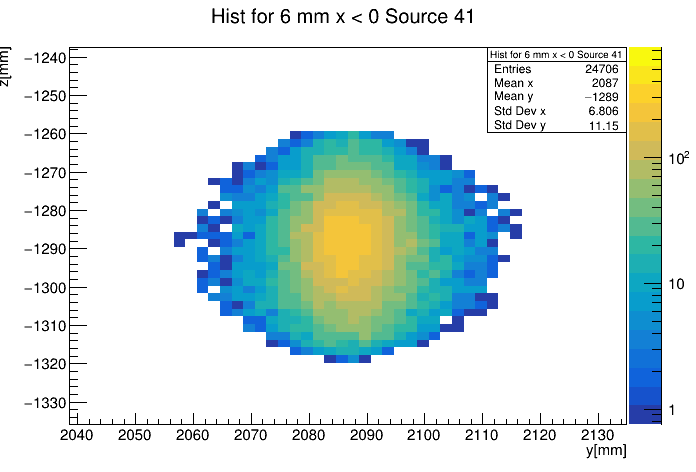 Hist for 6 mm x < 0 Source 41
z[mm]
−1240
−1250
−1260
−1270
−1280
−1290
−1300
−1310
−1320
−1330
Hist for 6 mm x < 0 Source 41
Entries 24706
Mean x 2087
Mean y −1289
Std Dev x 6.806
Std Dev y 11.15
10²
10
1
2040 2050 2060 2070 2080 2090 2100 2110 2120 2130
y[mm]